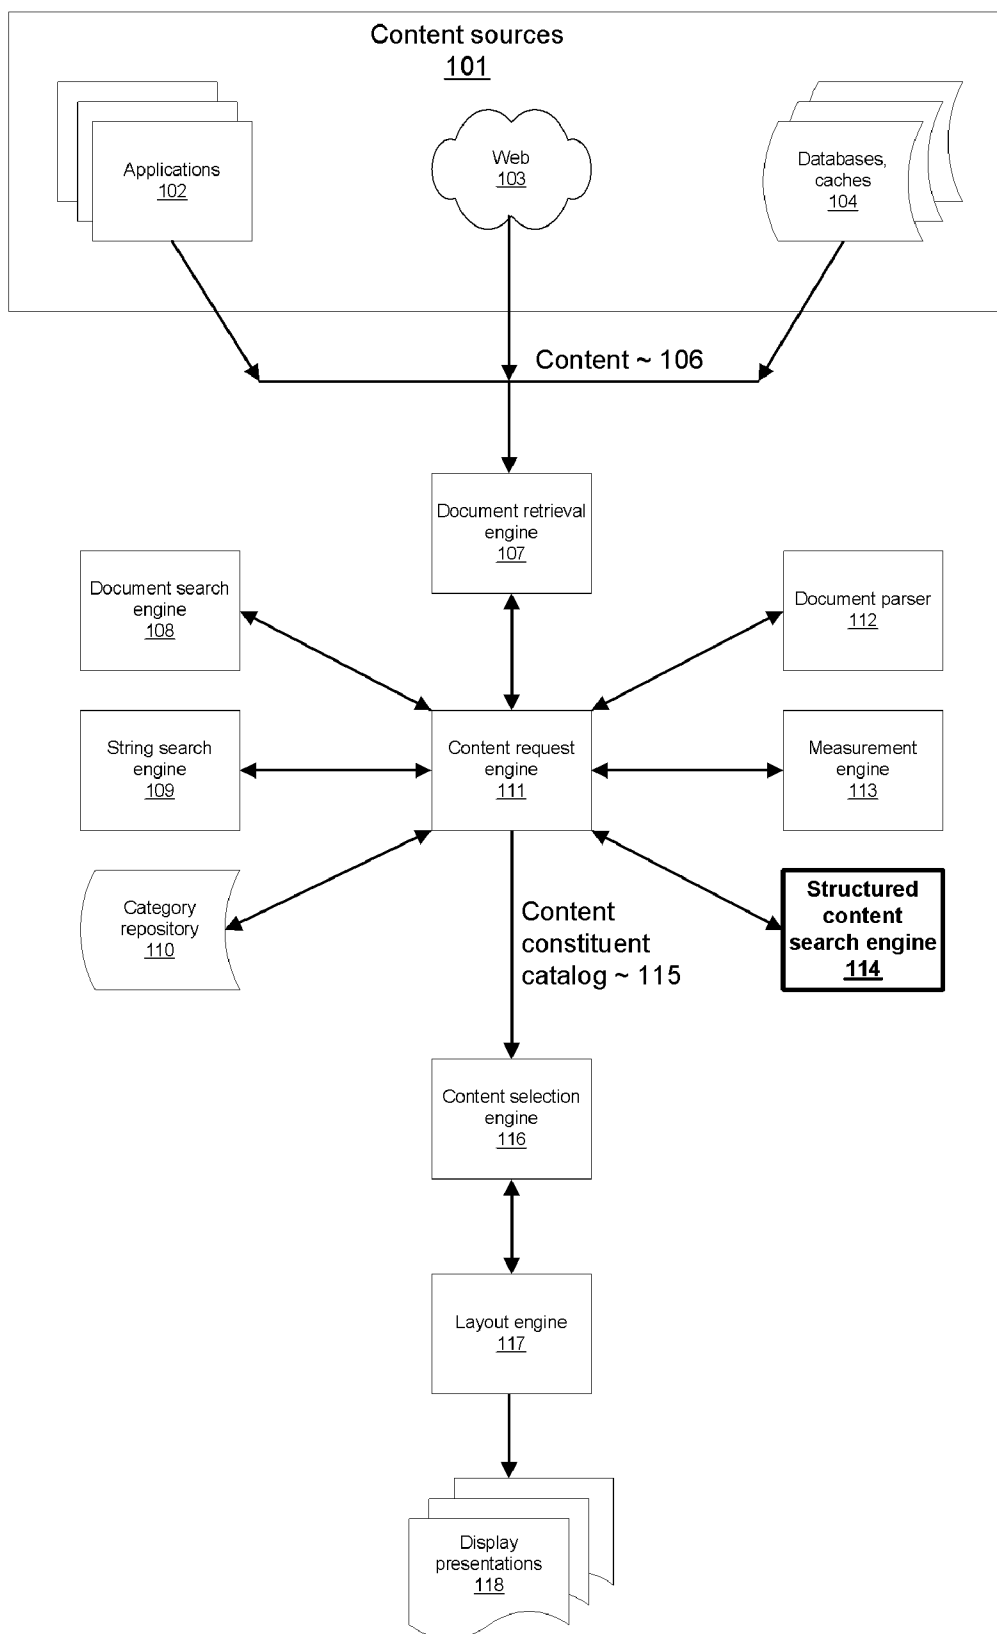 Content sources
101
Applications
102
Web
103
Databases,
caches
104
Content ~ 106
Document retrieval
engine
107
Document search
engine
108
Document parser
112
String search
engine
109
Content request
engine
111
Measurement
engine
113
Category
repository
110
Content
constituent
catalog ~ 115
Structured
content
search engine
114
Content selection
engine
116
Layout engine
117
Display
presentations
118